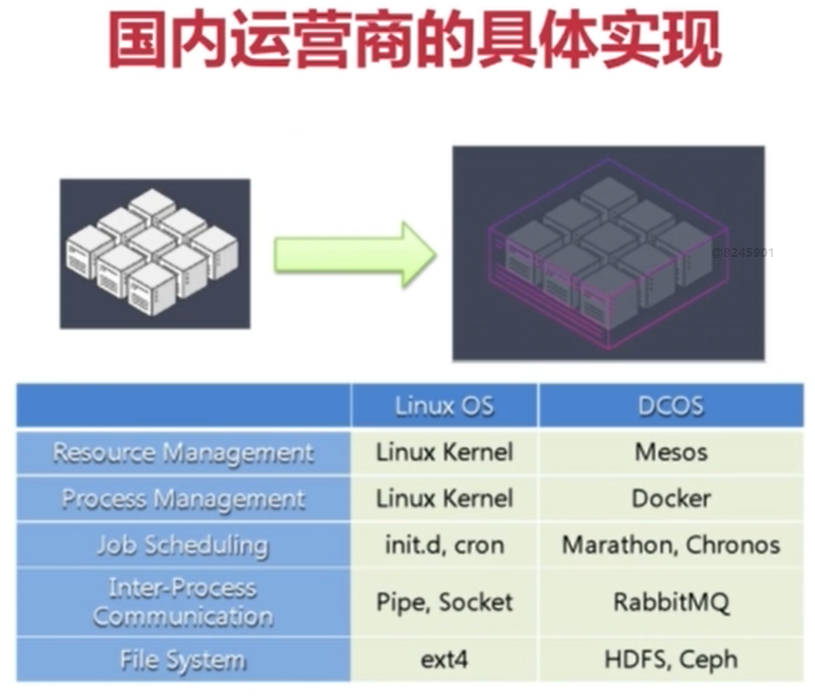 国内运营商的具体实现
@8245901
Linux OS DCOS
Resource Management Linux Kernel Mesos
Process Management Linux Kernel Docker
Job Scheduling init.d, cron Marathon, Chronos
Inter-Process
Communication Pipe, Socket RabbitMQ
File System ext4 HDFS, Ceph